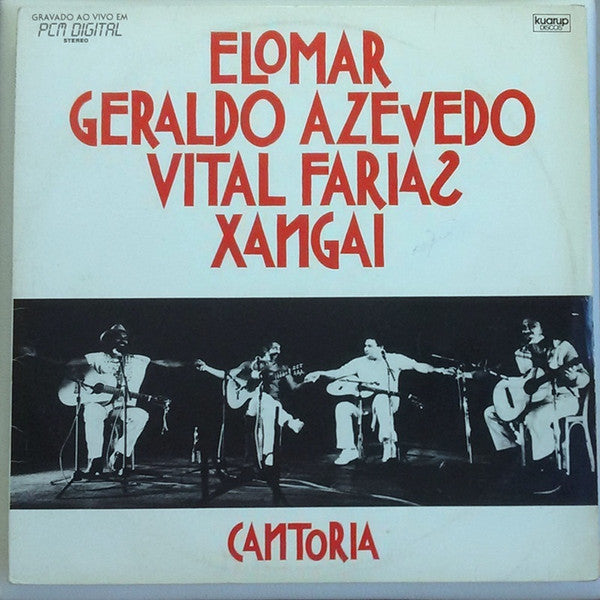 GRAVADO AO VIVO EM
PCM DIGITAL
STEREO
kuarup
DISCOS
ELOMAR
GERALDO AZEVEDO
VITAL FARIAS
XANGAI
CANTORIA